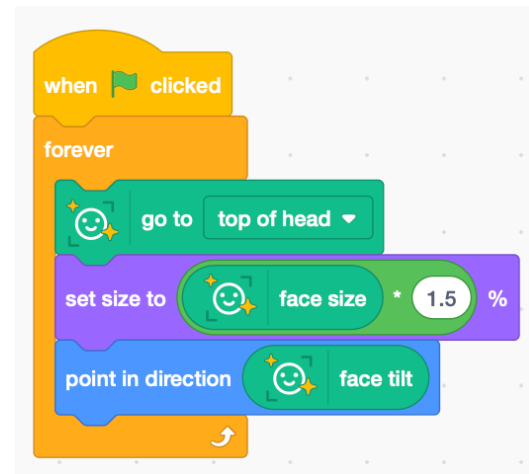 when clicked
forever
go to top of head
set size to face size * 1.5 %
point in direction face tilt